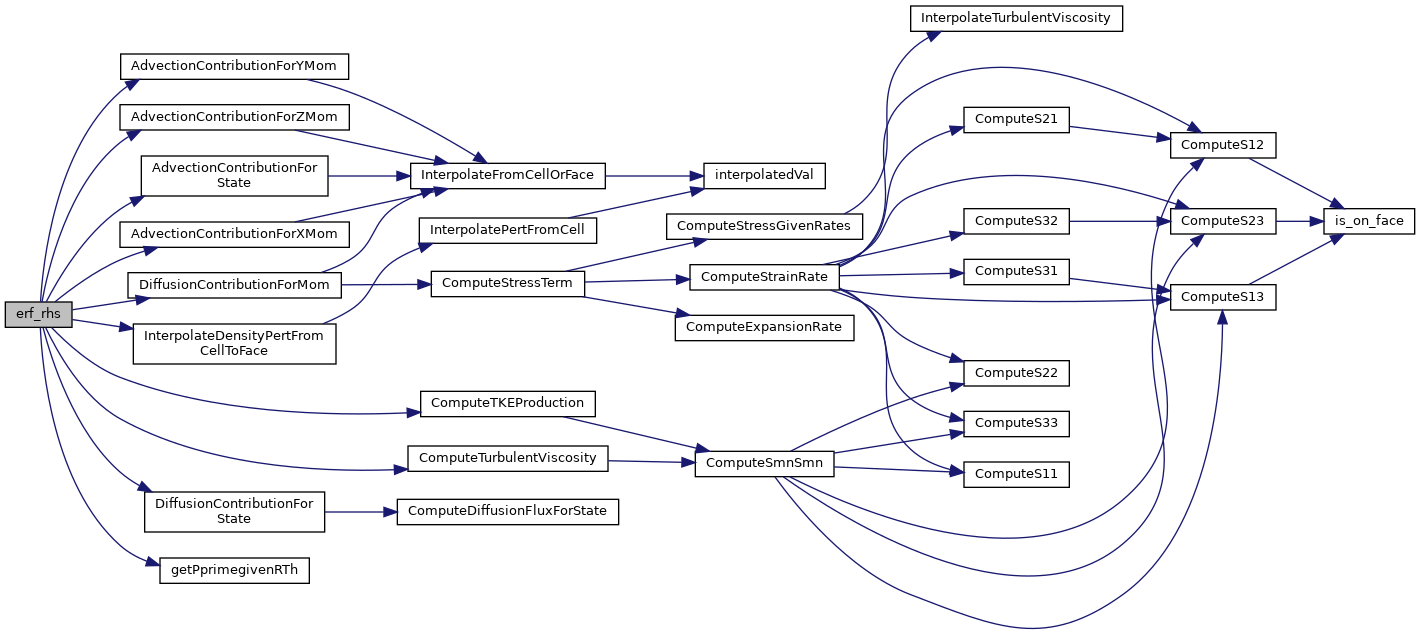 InterpolateTurbulentViscosity
AdvectionContributionForYMom
AdvectionContributionForZMom
ComputeS21
ComputeS12
AdvectionContributionFor
State
InterpolateFromCellOrFace
interpolatedVal
AdvectionContributionForXMom
InterpolatePertFromCell
ComputeStressGivenRates
ComputeS32
ComputeS23
is_on_face
DiffusionContributionForMom
ComputeStressTerm
ComputeStrainRate
ComputeS31
ComputeS13
erf_rhs
InterpolateDensityPertFrom
CellToFace
ComputeExpansionRate
ComputeS22
ComputeTKEProduction
ComputeS33
ComputeTurbulentViscosity
ComputeSmnSmn
ComputeS11
DiffusionContributionFor
State
ComputeDiffusionFluxForState
getPprimegivenRTh